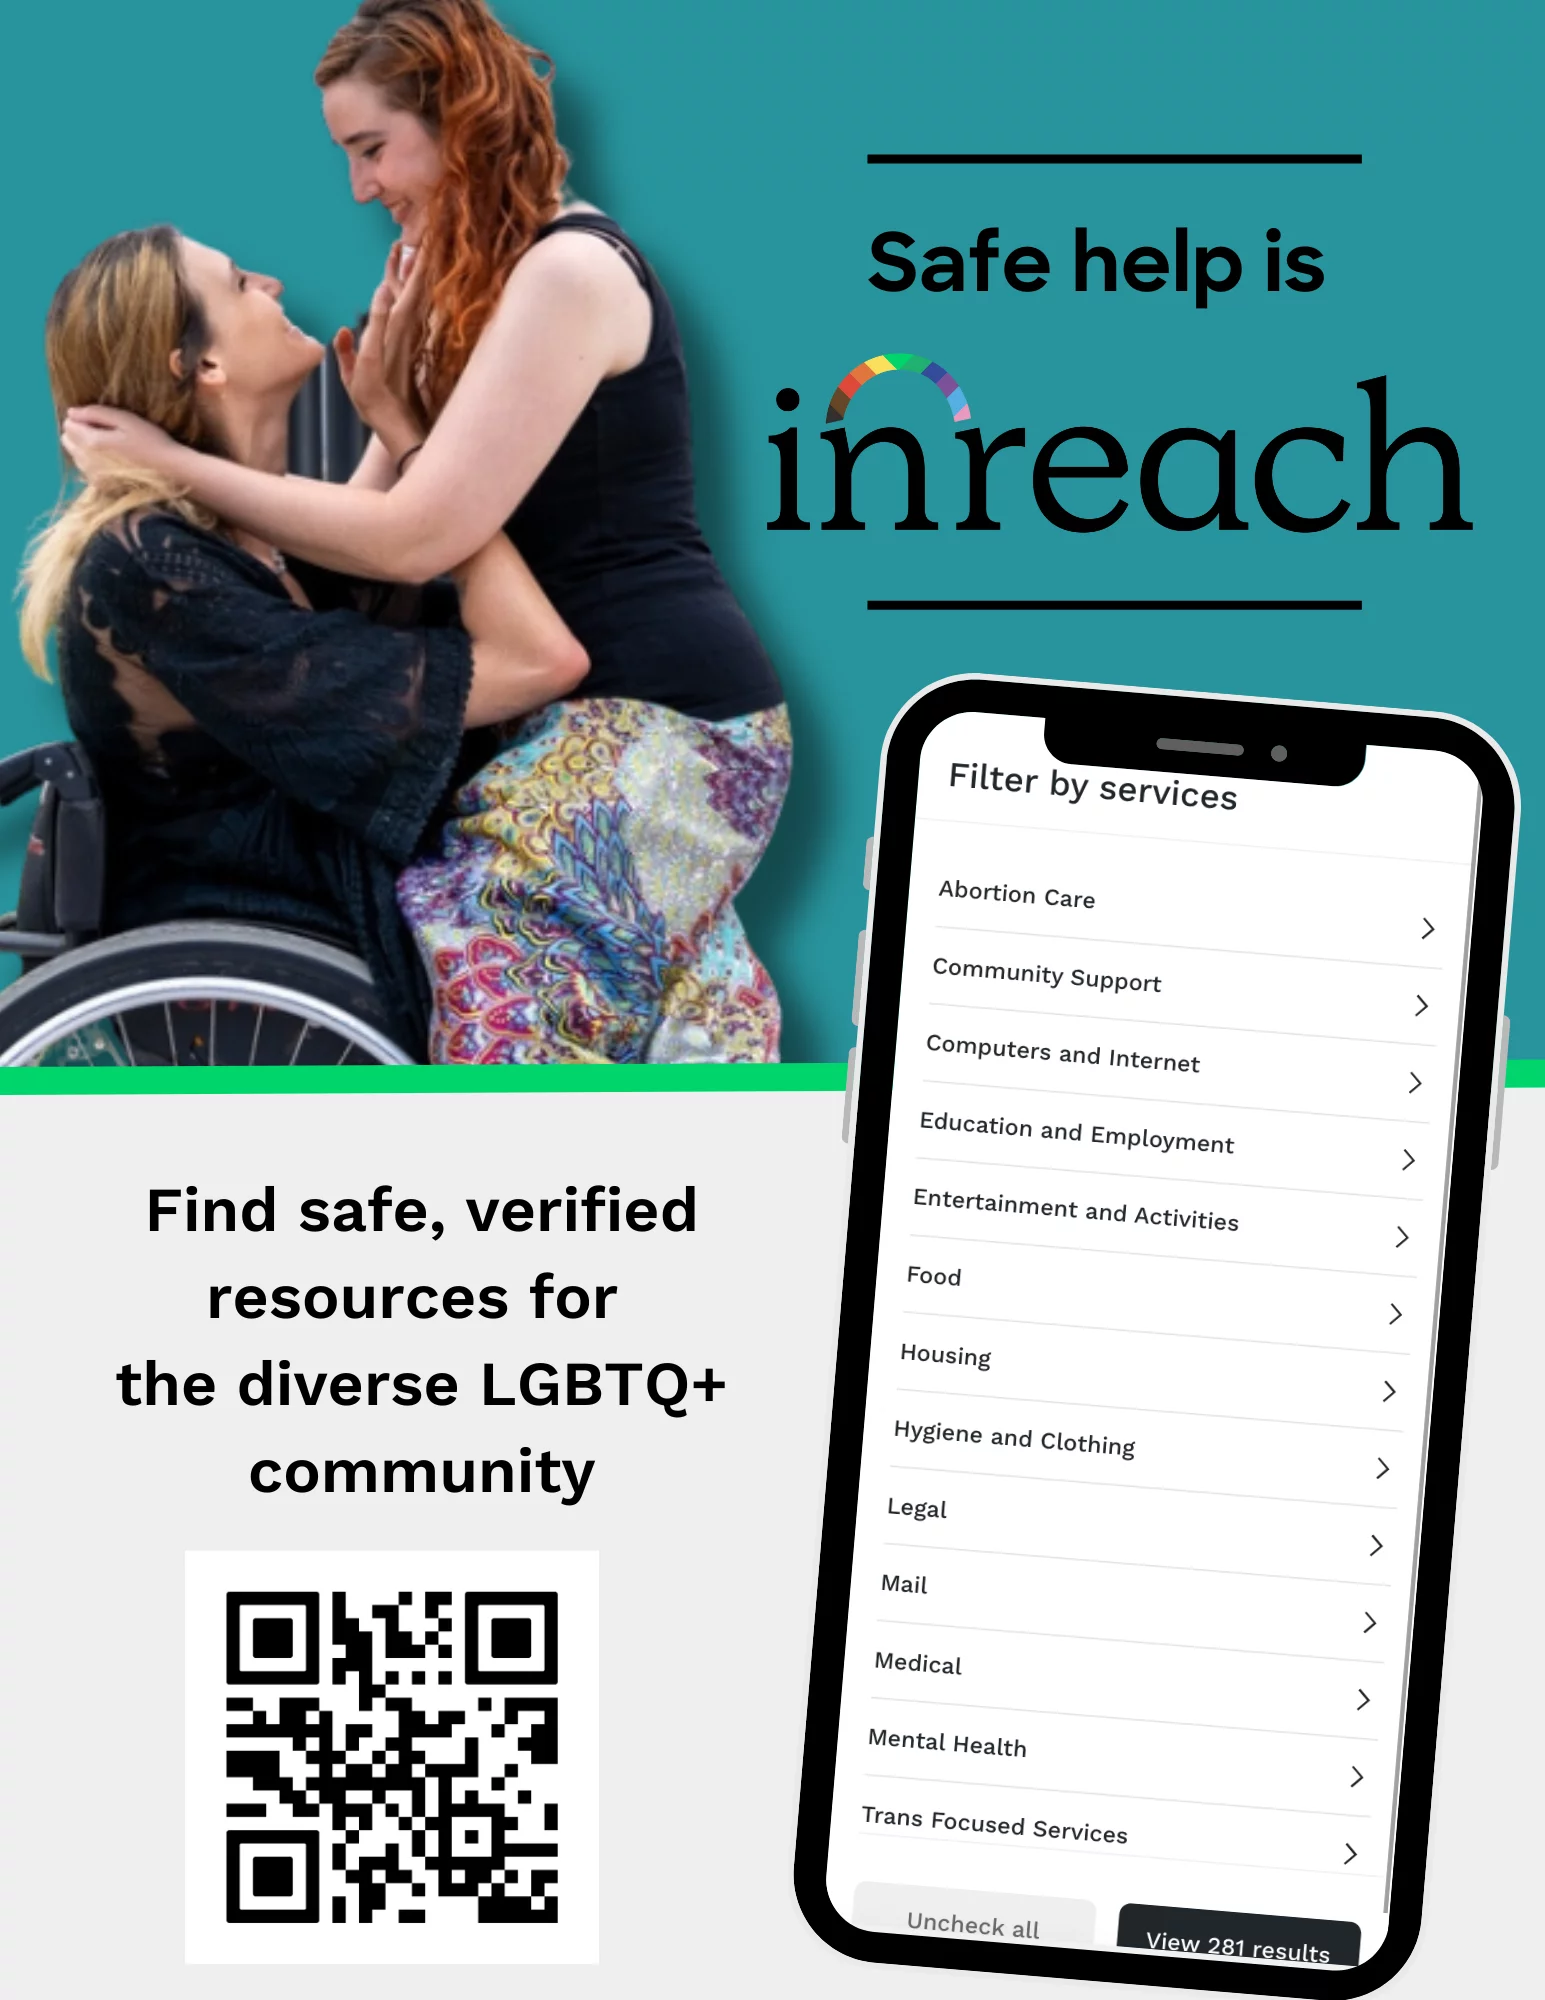 Safe help is
inreach
Filter by services
Abortion Care
Community Support
Computers and Internet
Education and Employment
Entertainment and Activities
Food
Housing
Hygiene and Clothing
Legal
Mail
Medical
Mental Health
Trans Focused Services
Uncheck all
View 281 results
Find safe, verified
resources for
the diverse LGBTQ+
community